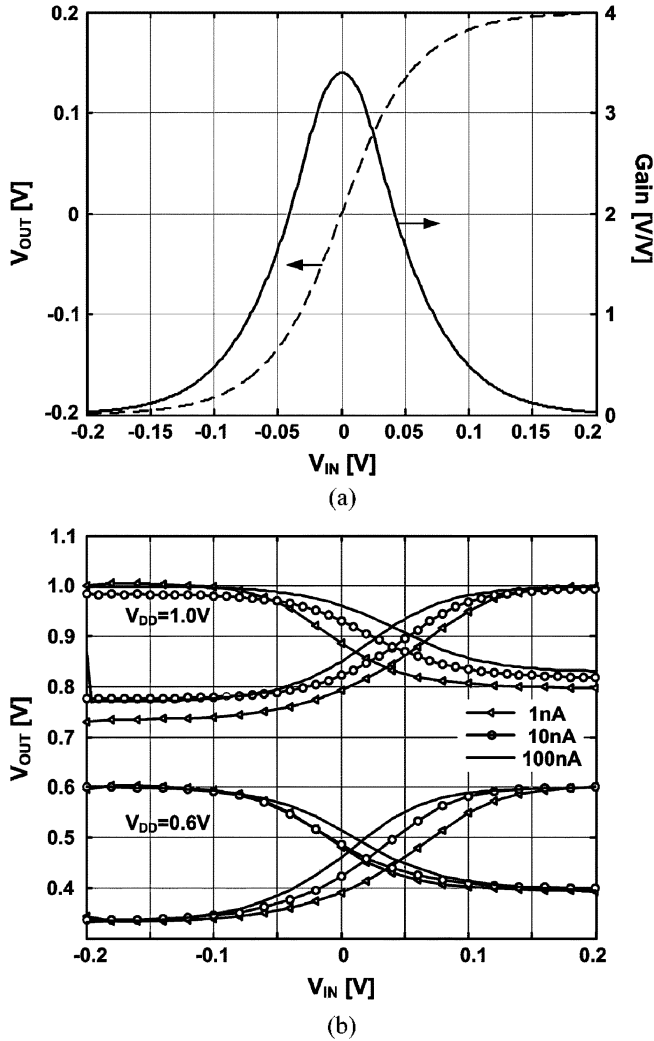 0.2
0.1
0
-0.1
-0.2
V_OUT [V]
4
3
2
1
0
Gain [V/V]
-0.2 -0.15 -0.1 -0.05 0 0.05 0.1 0.15 0.2
V_IN [V]
(a)
1.1
1.0
0.9
0.8
0.7
0.6
0.5
0.4
V_OUT [V]
V_DD=1.0V
1nA
10nA
100nA
V_DD=0.6V
-0.2 -0.1 0 0.1 0.2
V_IN [V]
(b)